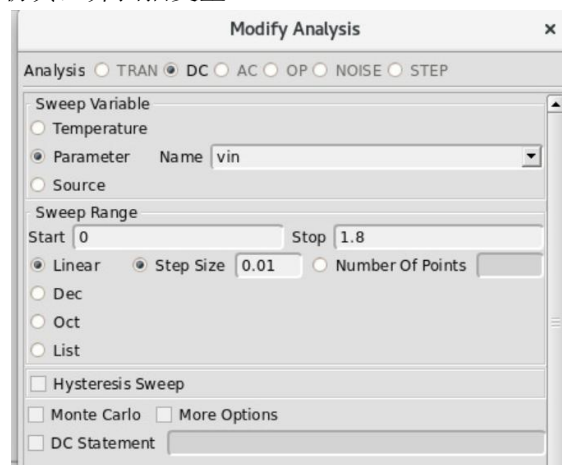 Modify Analysis
Analysis TRAN DC AC OP NOISE STEP
Sweep Variable
Temperature
Parameter Name vin
Source
Sweep Range
Start 0 Stop 1.8
Linear Step Size 0.01 Number Of Points
Dec
Oct
List
Hysteresis Sweep
Monte Carlo More Options
DC Statement